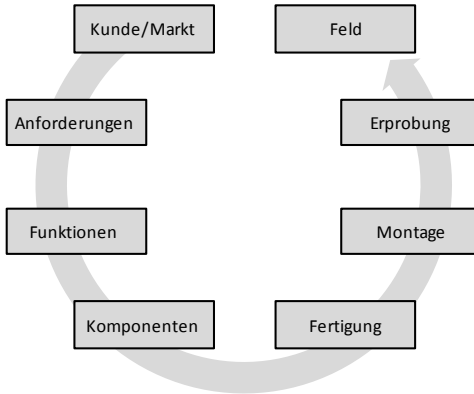 Kunde/Markt
Feld
Anforderungen
Erprobung
Funktionen
Montage
Komponenten
Fertigung